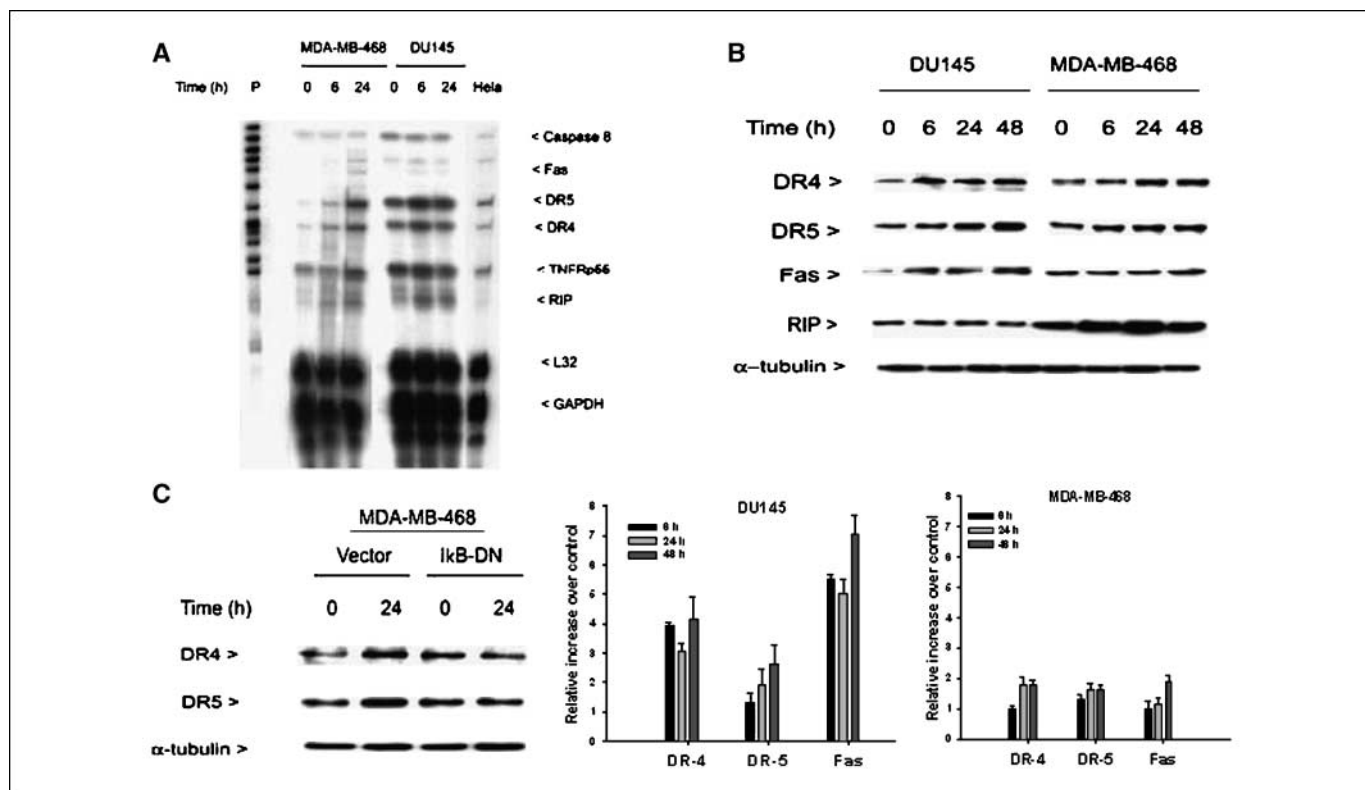 A
MDA-MB-468 DU145
Time (h) P 0 6 24 0 6 24 Hela
< Caspase 8
< Fas
< DR5
< DR4
< TNFRp55
< RIP
< L32
< GAPDH
B
DU145 MDA-MB-468
Time (h) 0 6 24 48 0 6 24 48
DR4 >
DR5 >
Fas >
RIP >
α-tubulin >
C
MDA-MB-468
Vector IkB-DN
Time (h) 0 24 0 24
DR4 >
DR5 >
α-tubulin >
DU145
Relative increase over control
8
7
6
5
4
3
2
1
0
6 h
24 h
48 h
DR-4 DR-5 Fas
MDA-MB-468
Relative increase over control
8
7
6
5
4
3
2
1
0
6 h
24 h
48 h
DR-4 DR-5 Fas